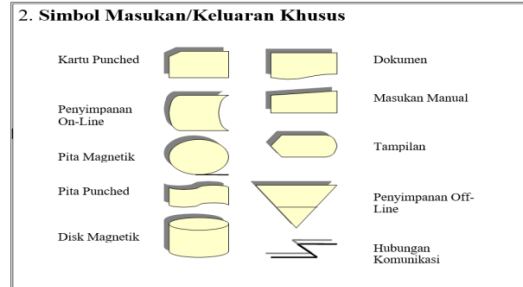 2. Simbol Masukan/Keluaran Khusus
Kartu Punched
Penyimpanan
On-Line
Pita Magnetik
Pita Punched
Disk Magnetik
Dokumen
Masukan Manual
Tampilan
Penyimpanan Off-
Line
Hubungan
Komunikasi